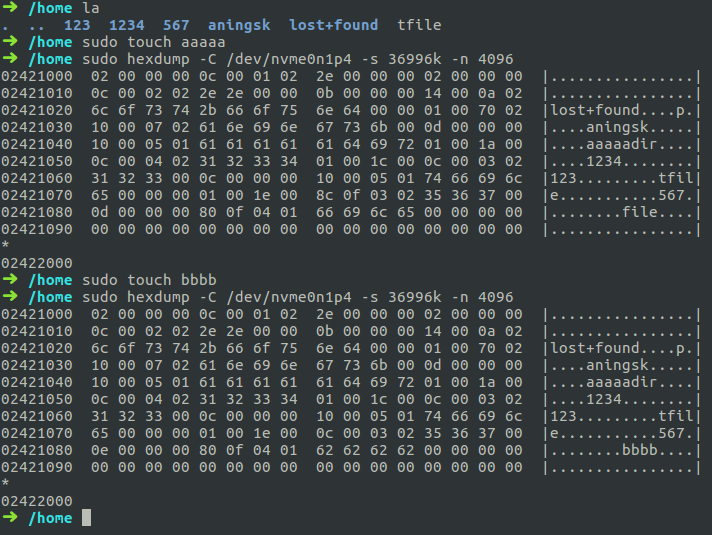 ➜ /home la
. .. 123 1234 567 aningsk lost+found tfile
➜ /home sudo touch aaaaa
➜ /home sudo hexdump -C /dev/nvme0n1p4 -s 36996k -n 4096
02421000 02 00 00 00 0c 00 01 02 2e 00 00 00 02 00 00 00 |................|
02421010 0c 00 02 02 2e 2e 00 00 0b 00 00 00 14 00 0a 02 |................|
02421020 6c 6f 73 74 2b 66 6f 75 6e 64 00 00 01 00 70 02 |lost+found....p.|
02421030 10 00 07 02 61 6e 69 6e 67 73 6b 00 0d 00 00 00 |....aningsk.....|
02421040 10 00 05 01 61 61 61 61 61 64 69 72 01 00 1a 00 |....aaaaadir....|
02421050 0c 00 04 02 31 32 33 34 01 00 1c 00 0c 00 03 02 |....1234........|
02421060 31 32 33 00 0c 00 00 00 10 00 05 01 74 66 69 6c |123.........tfil|
02421070 65 00 00 00 01 00 1e 00 8c 0f 03 02 35 36 37 00 |e...........567.|
02421080 0d 00 00 00 80 0f 04 01 66 69 6c 65 00 00 00 00 |........file....|
02421090 00 00 00 00 00 00 00 00 00 00 00 00 00 00 00 00 |................|
*
02422000
➜ /home sudo touch bbbb
➜ /home sudo hexdump -C /dev/nvme0n1p4 -s 36996k -n 4096
02421000 02 00 00 00 0c 00 01 02 2e 00 00 00 02 00 00 00 |................|
02421010 0c 00 02 02 2e 2e 00 00 0b 00 00 00 14 00 0a 02 |................|
02421020 6c 6f 73 74 2b 66 6f 75 6e 64 00 00 01 00 70 02 |lost+found....p.|
02421030 10 00 07 02 61 6e 69 6e 67 73 6b 00 0d 00 00 00 |....aningsk.....|
02421040 10 00 05 01 61 61 61 61 61 64 69 72 01 00 1a 00 |....aaaaadir....|
02421050 0c 00 04 02 31 32 33 34 01 00 1c 00 0c 00 03 02 |....1234........|
02421060 31 32 33 00 0c 00 00 00 10 00 05 01 74 66 69 6c |123.........tfil|
02421070 65 00 00 00 01 00 1e 00 0c 00 03 02 35 36 37 00 |e...........567.|
02421080 0e 00 00 00 80 0f 04 01 62 62 62 62 00 00 00 00 |........bbbb....|
02421090 00 00 00 00 00 00 00 00 00 00 00 00 00 00 00 00 |................|
*
02422000
➜ /home